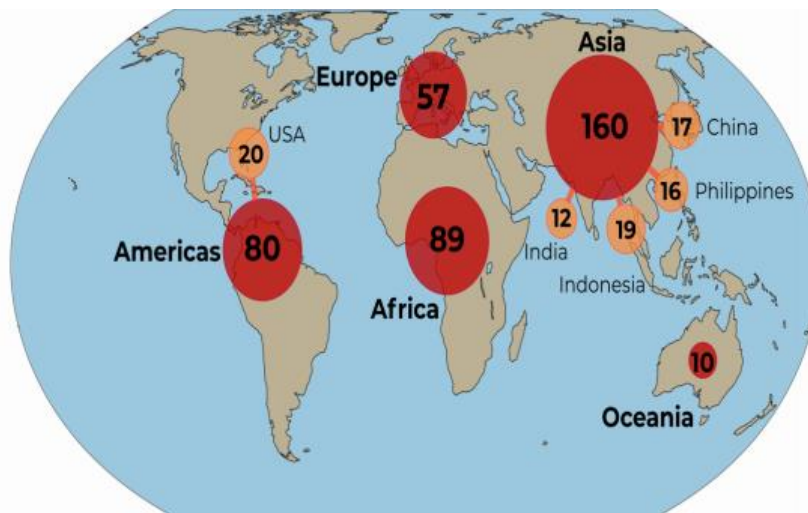 Asia
Europe
57
160
17
China
USA
20
16
Philippines
12
India
19
Indonesia
Americas
80
89
Africa
10
Oceania